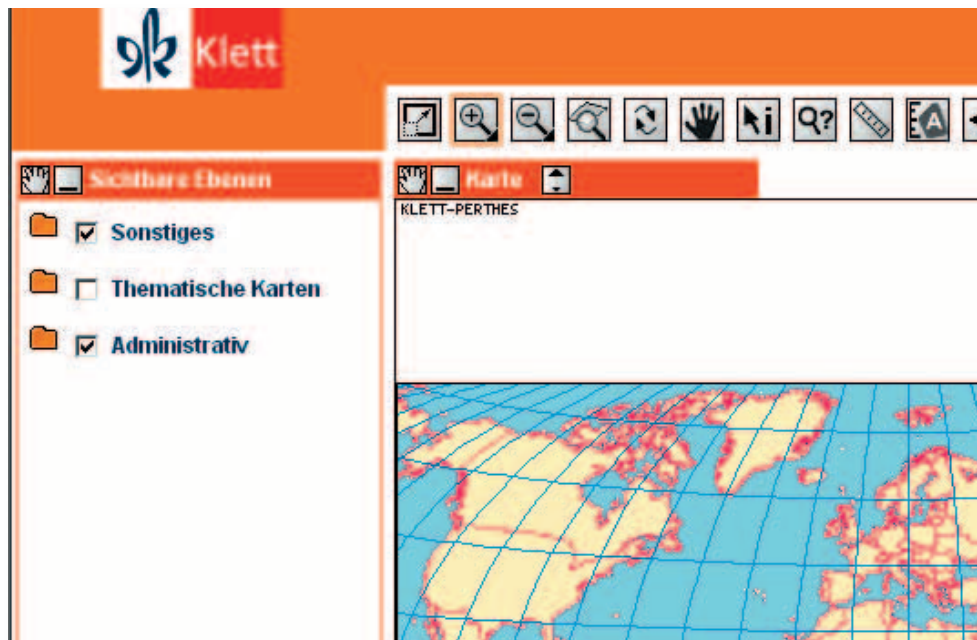 Klett
Sichtbare Ebenen
Sonstiges
Thematische Karten
Administrativ
Karte
KLETT-PERTHES